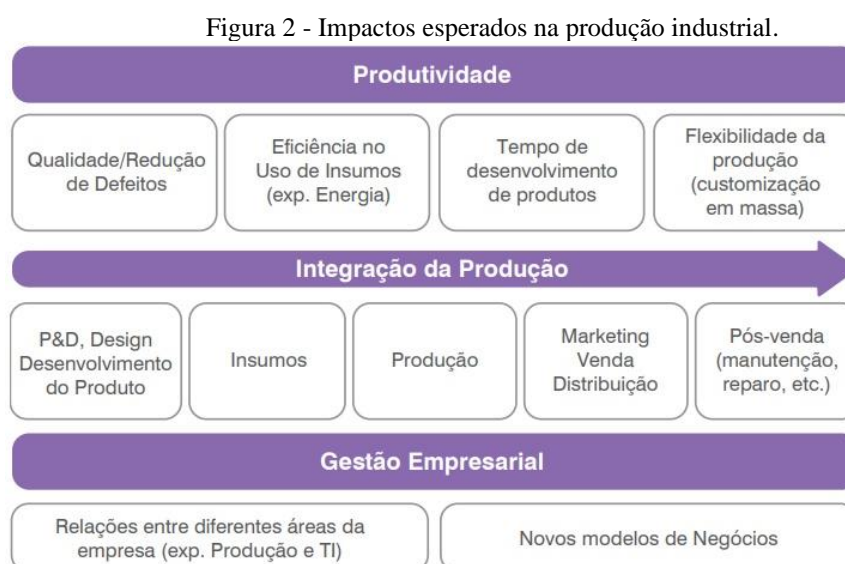 Figura 2 - Impactos esperados na produção industrial.
Produtividade
Qualidade/Redução
de Defeitos
Eficiência no
Uso de Insumos
(exp. Energia)
Tempo de
desenvolvimento
de produtos
Flexibilidade da
produção
(customização
em massa)
Integração da Produção
P&D, Design
Desenvolvimento
do Produto
Insumos
Produção
Marketing
Venda
Distribuição
Pós-venda
(manutenção,
reparo, etc.)
Gestão Empresarial
Relações entre diferentes áreas da
empresa (exp. Produção e TI)
Novos modelos de Negócios